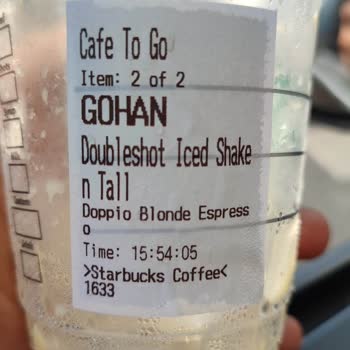 Cafe To Go
Item: 2 of 2
GOHAN
Doubleshot Iced Shake
n Tall
Doppio Blonde Espress
o
Time: 15:54:05
>Starbucks Coffee<
1633